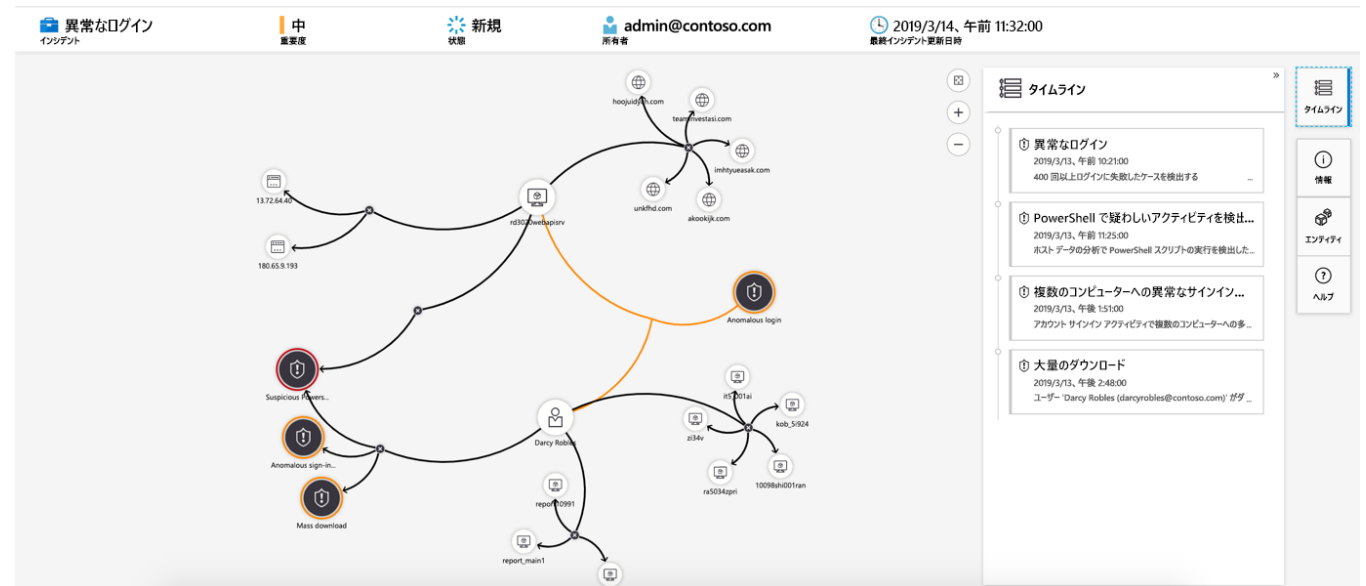 異常なログイン
インシデント
中
重要度
新規
状態
admin@contoso.com
所有者
2019/3/14、午前 11:32:00
最終インシデント更新日時
hoojuidyth.com
teaminvestasi.com
imhtyueasak.com
unkfhd.com
akookijk.com
13.72.64.40
180.65.9.193
rd3020webapisrv
Anomalous login
Suspicious Powers...
Anomalous sign-in...
Mass download
Darcy Robles
kob_5i924
zi34v
ra5034zpri
10098shi001ran
report_main1
タイムライン
異常なログイン
2019/3/13、午前 10:21:00
400 回以上ログインに失敗したケースを検出する ...
PowerShell で疑わしいアクティビティを検出...
2019/3/13、午前 11:25:00
ホスト データの分析で PowerShell スクリプトの実行を検出した...
複数のコンピューターへの異常なサインイン...
2019/3/13、午後 1:51:00
アカウント サインイン アクティビティで複数のコンピューターへの多...
大量のダウンロード
2019/3/13、午後 2:48:00
ユーザー 'Darcy Robles (darcyrobles@contoso.com)' がダ...
タイムライン
情報
エンティティ
ヘルプ